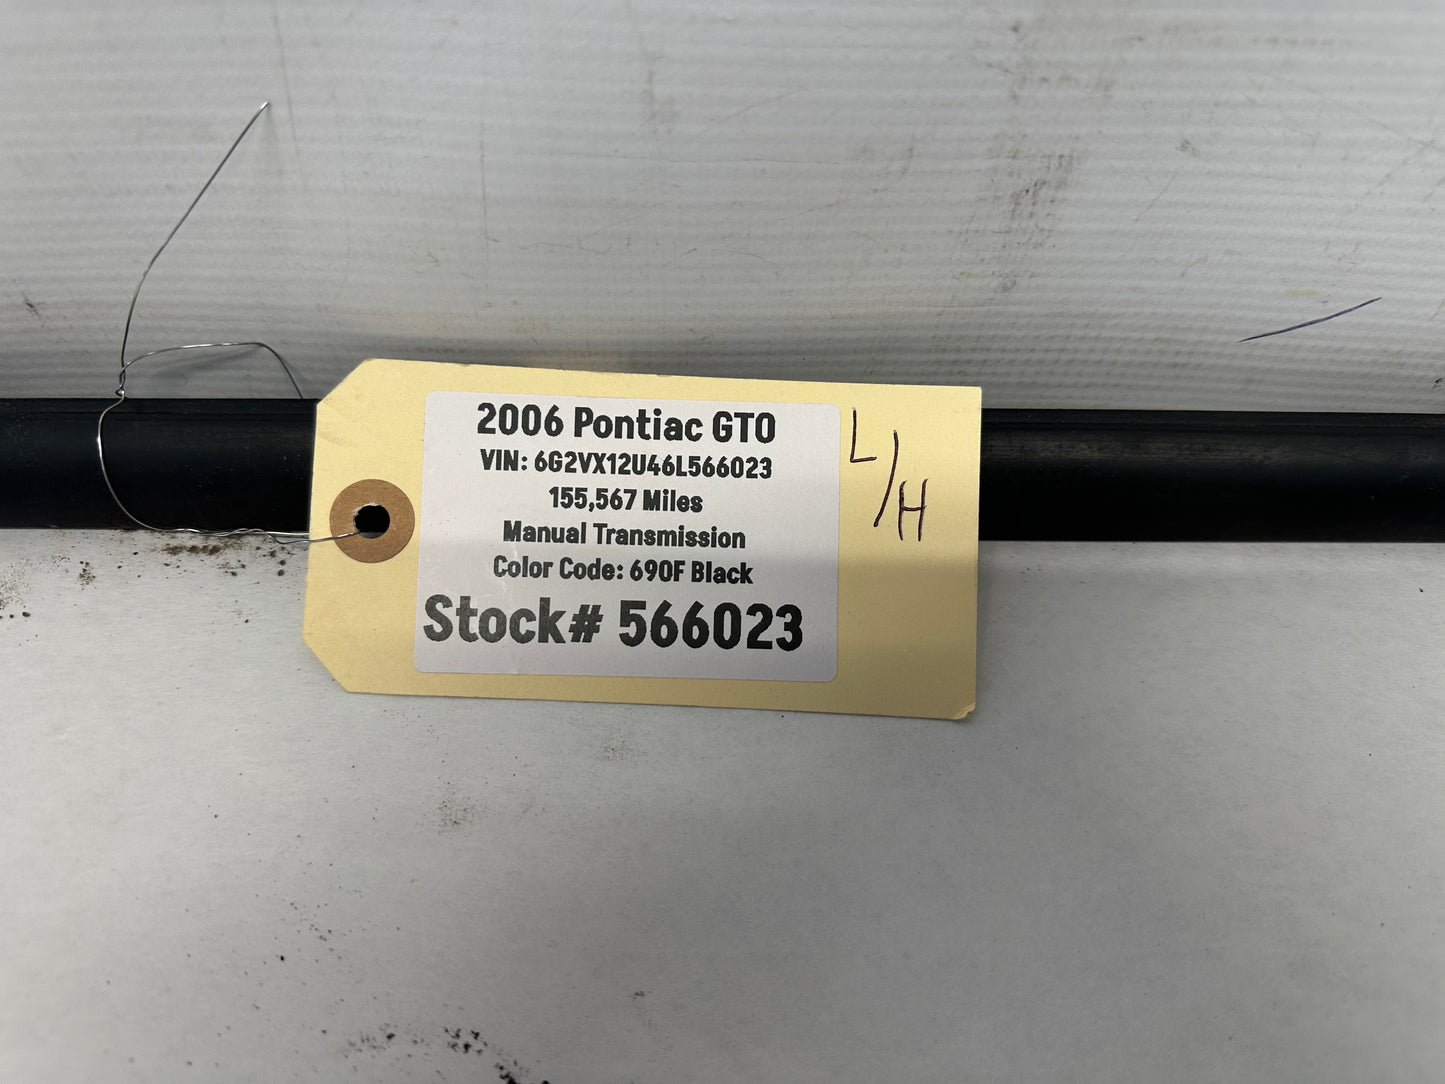 2006 Pontiac GTO
VIN: 6G2VX12U46L566023
155,567 Miles
Manual Transmission
Color Code: 690F Black
Stock# 566023
L/H